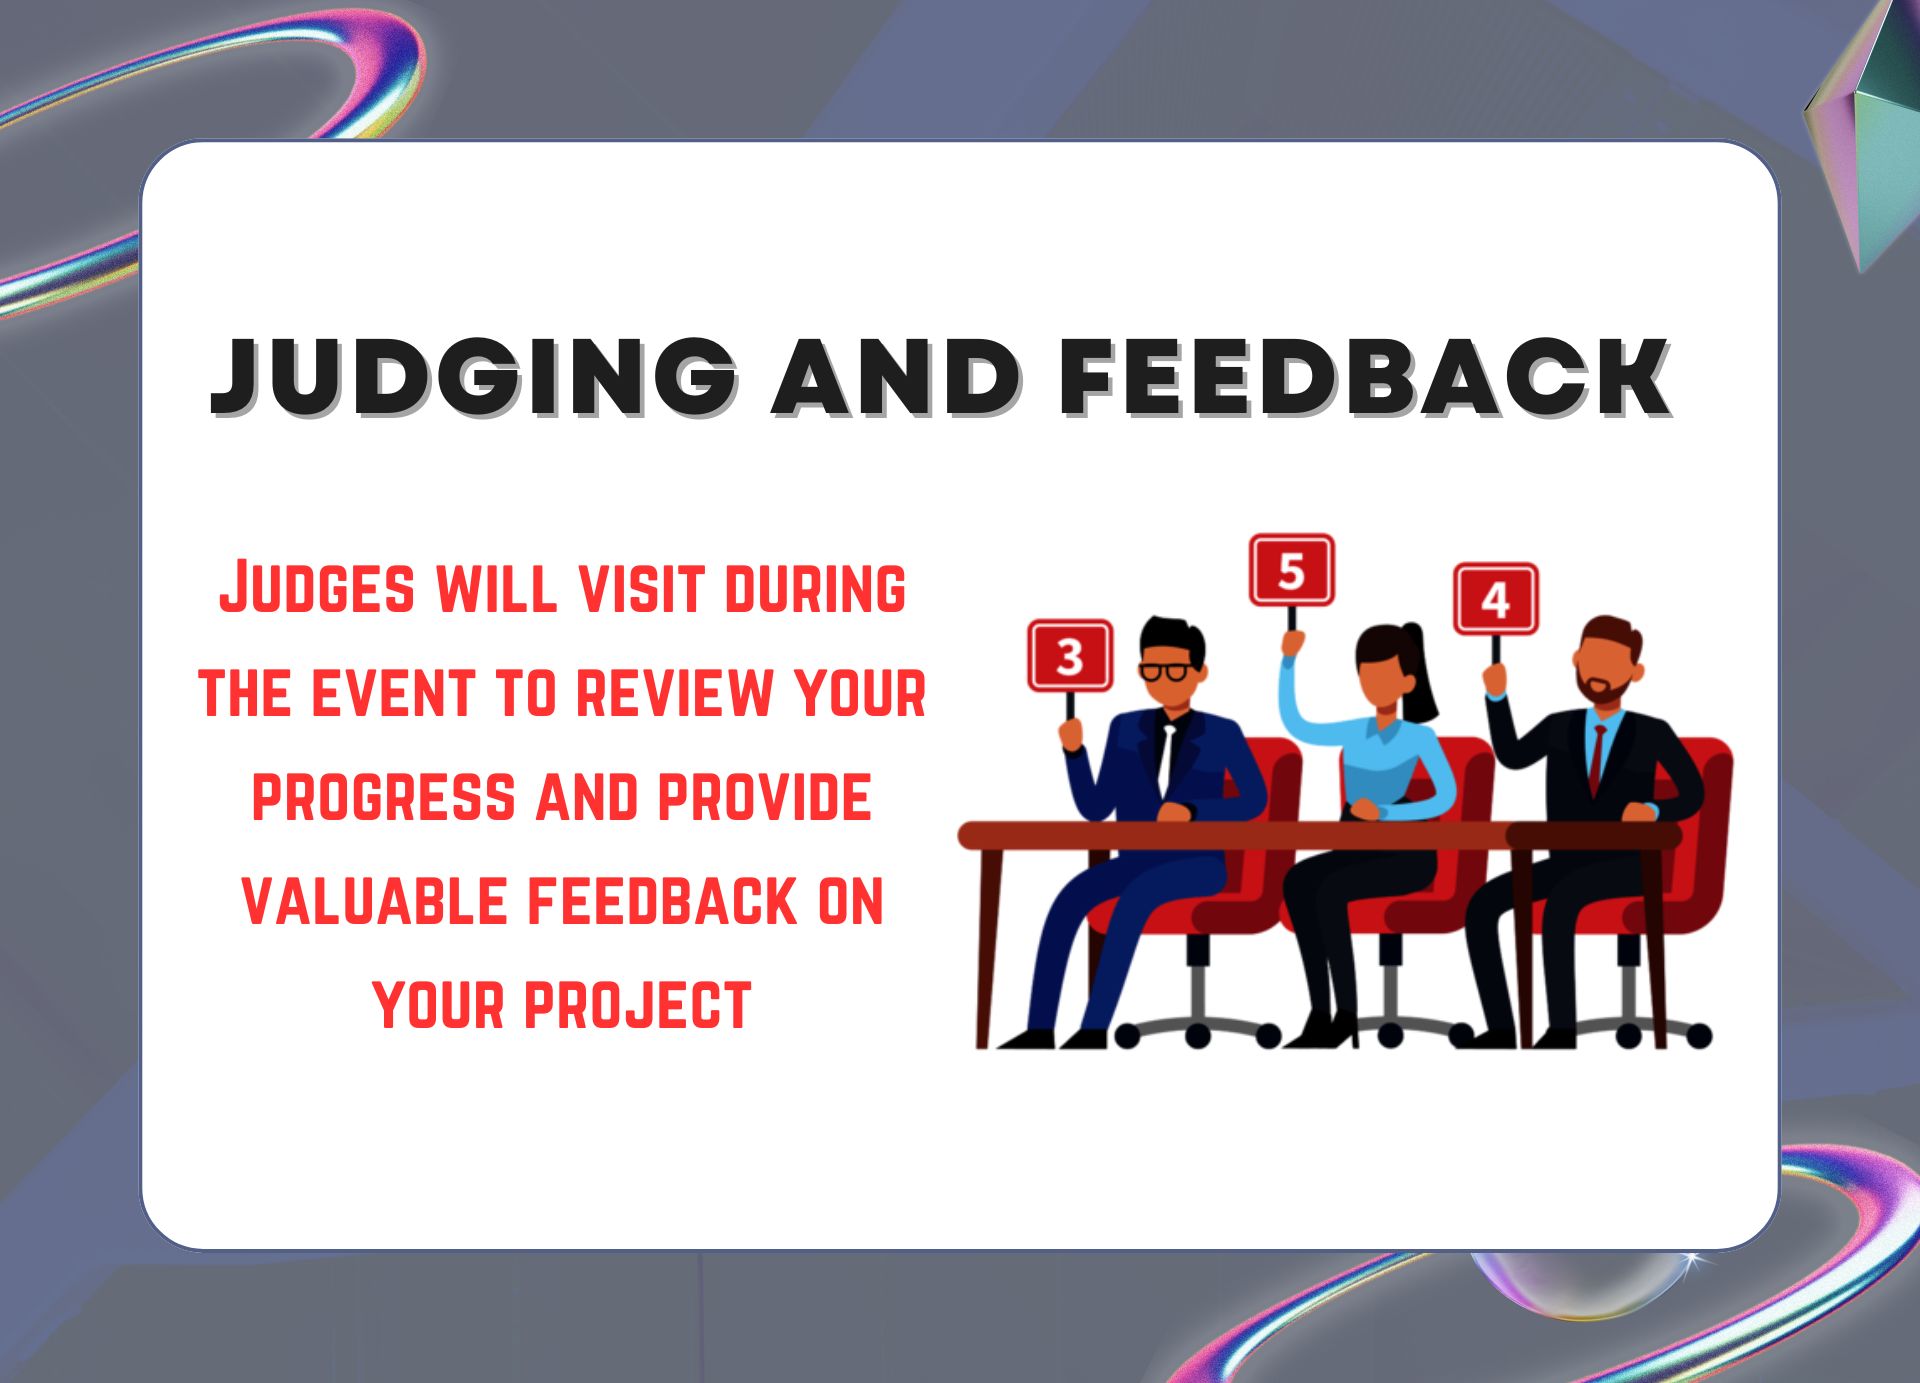 JUDGING AND FEEDBACK
Judges will visit during
the event to review your
progress and provide
valuable feedback on
your project
3
5
4